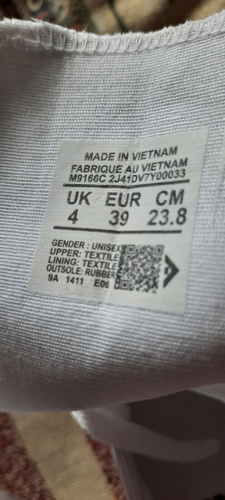 MADE IN VIETNAM
FABRIQUE AU VIETNAM
M9166C 2J41DV7Y00033
UK EUR CM
4 39 23.8
GENDER : UNISEX
UPPER: TEXTILE
LINING: TEXTILE
OUTSOLE: RUBBER
9A 1411 E06